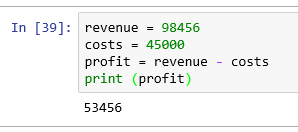 In [39]: revenue = 98456
costs = 45000
profit = revenue - costs
print (profit)
53456